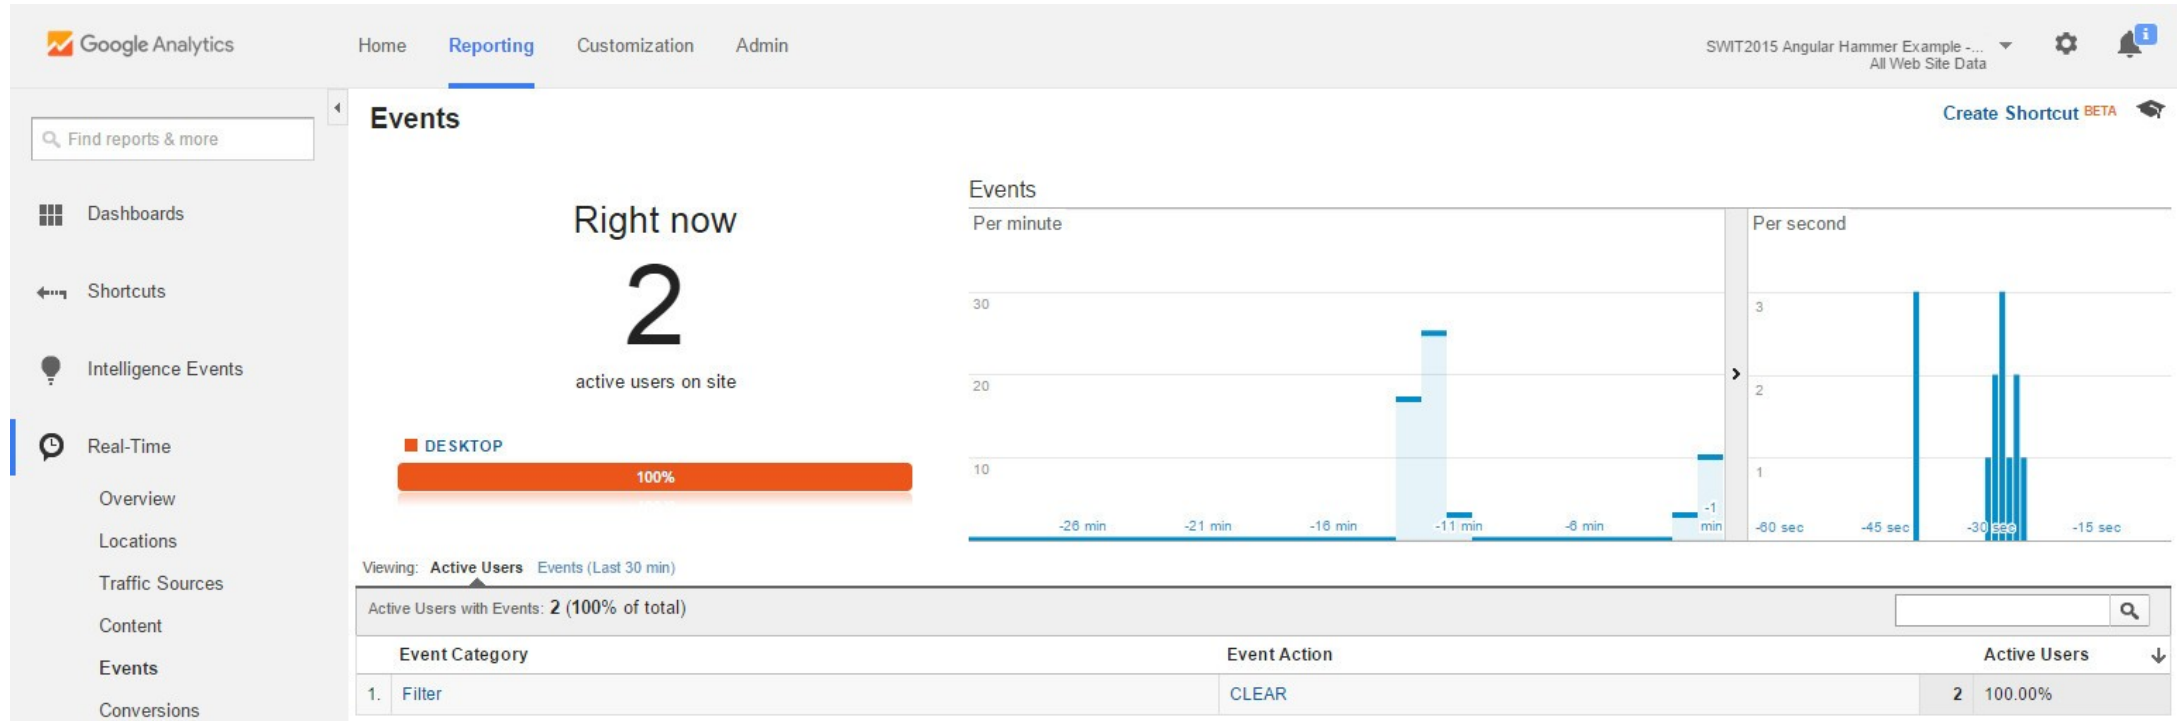 Google Analytics Home Reporting Customization Admin
SWIT2015 Angular Hammer Example -...
All Web Site Data
i
Find reports & more
Dashboards
Shortcuts
Intelligence Events
Real-Time
Overview
Locations
Traffic Sources
Content
Events
Conversions
Events
Create Shortcut BETA
Right now
2
active users on site
DESKTOP
100%
Events
Per minute
30
20
10
-26 min -21 min -16 min -11 min -6 min -1 min
Per second
3
2
1
-60 sec -45 sec -30 sec -15 sec
Viewing: Active Users Events (Last 30 min)
Active Users with Events: 2 (100% of total)
Event Category Event Action Active Users
1. Filter CLEAR 2 100.00%